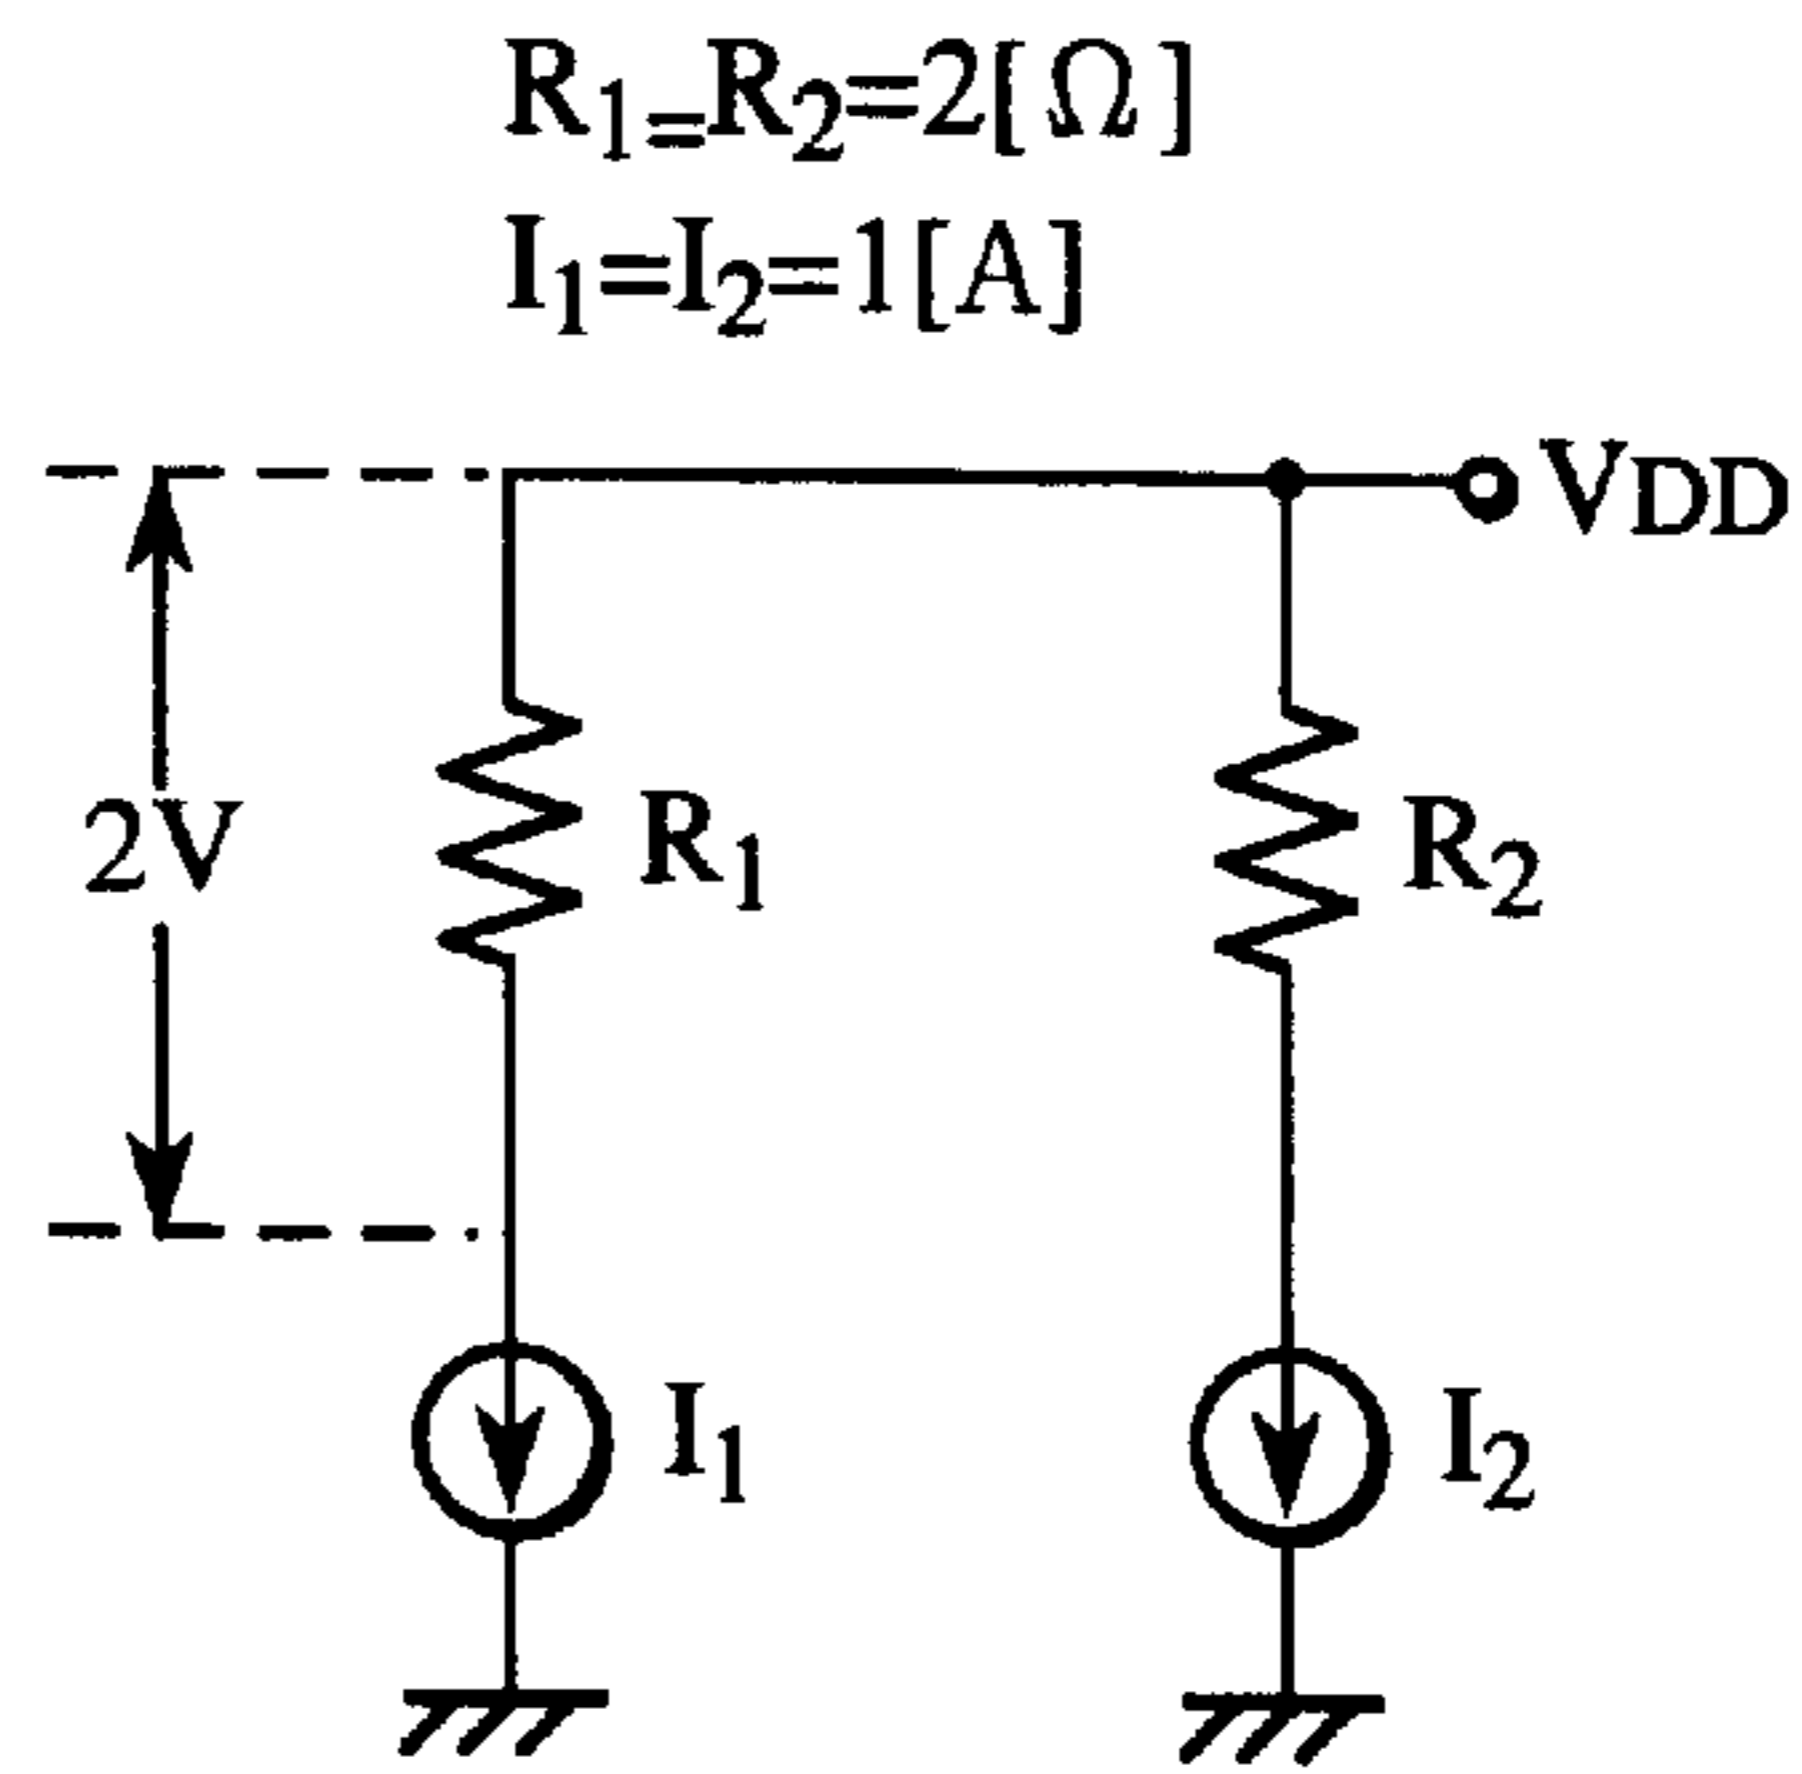 R₁=R₂=2[Ω]
I₁=I₂=1[A]
VDD
2V
R₁
R₂
I₁
I₂